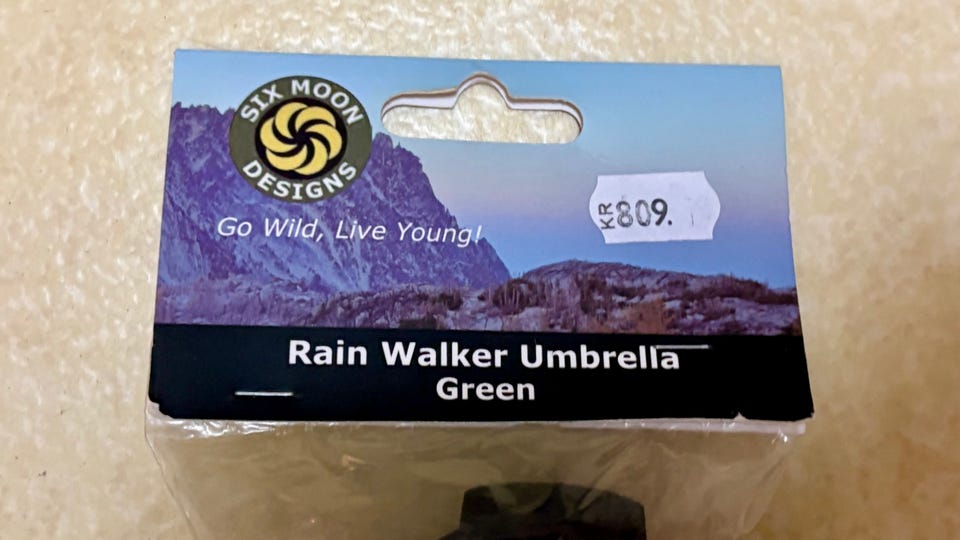 SIX MOON
DESIGNS
Go Wild, Live Young!
KR 809.
Rain Walker Umbrella
Green